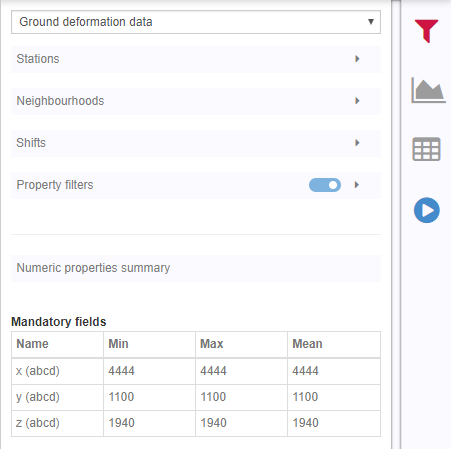 Ground deformation data
Stations
Neighbourhoods
Shifts
Property filters
Numeric properties summary
Mandatory fields
Name Min Max Mean
x (abcd) 4444 4444 4444
y (abcd) 1100 1100 1100
z (abcd) 1940 1940 1940